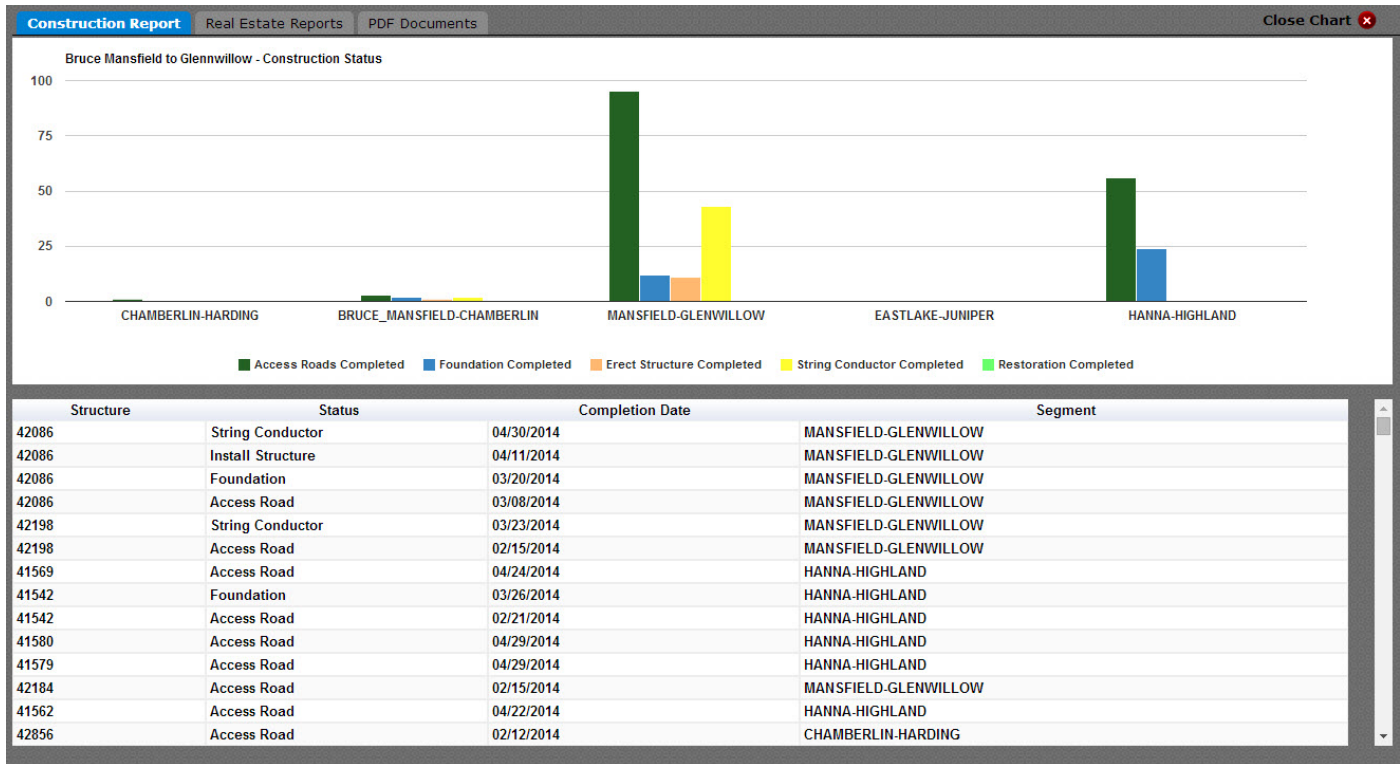 Construction Report Real Estate Reports PDF Documents Close Chart
Bruce Mansfield to Glennwillow - Construction Status
100
75
50
25
0
CHAMBERLIN-HARDING BRUCE_MANSFIELD-CHAMBERLIN MANSFIELD-GLENWILLOW EASTLAKE-JUNIPER HANNA-HIGHLAND
Access Roads Completed Foundation Completed Erect Structure Completed String Conductor Completed Restoration Completed
Structure Status Completion Date Segment
42086 String Conductor 04/30/2014 MANSFIELD-GLENWILLOW
42086 Install Structure 04/11/2014 MANSFIELD-GLENWILLOW
42086 Foundation 03/20/2014 MANSFIELD-GLENWILLOW
42086 Access Road 03/08/2014 MANSFIELD-GLENWILLOW
42198 String Conductor 03/23/2014 MANSFIELD-GLENWILLOW
42198 Access Road 02/15/2014 MANSFIELD-GLENWILLOW
41569 Access Road 04/24/2014 HANNA-HIGHLAND
41542 Foundation 03/26/2014 HANNA-HIGHLAND
41542 Access Road 02/21/2014 HANNA-HIGHLAND
41580 Access Road 04/29/2014 HANNA-HIGHLAND
41579 Access Road 04/29/2014 HANNA-HIGHLAND
42184 Access Road 02/15/2014 MANSFIELD-GLENWILLOW
41562 Access Road 04/22/2014 HANNA-HIGHLAND
42856 Access Road 02/12/2014 CHAMBERLIN-HARDING